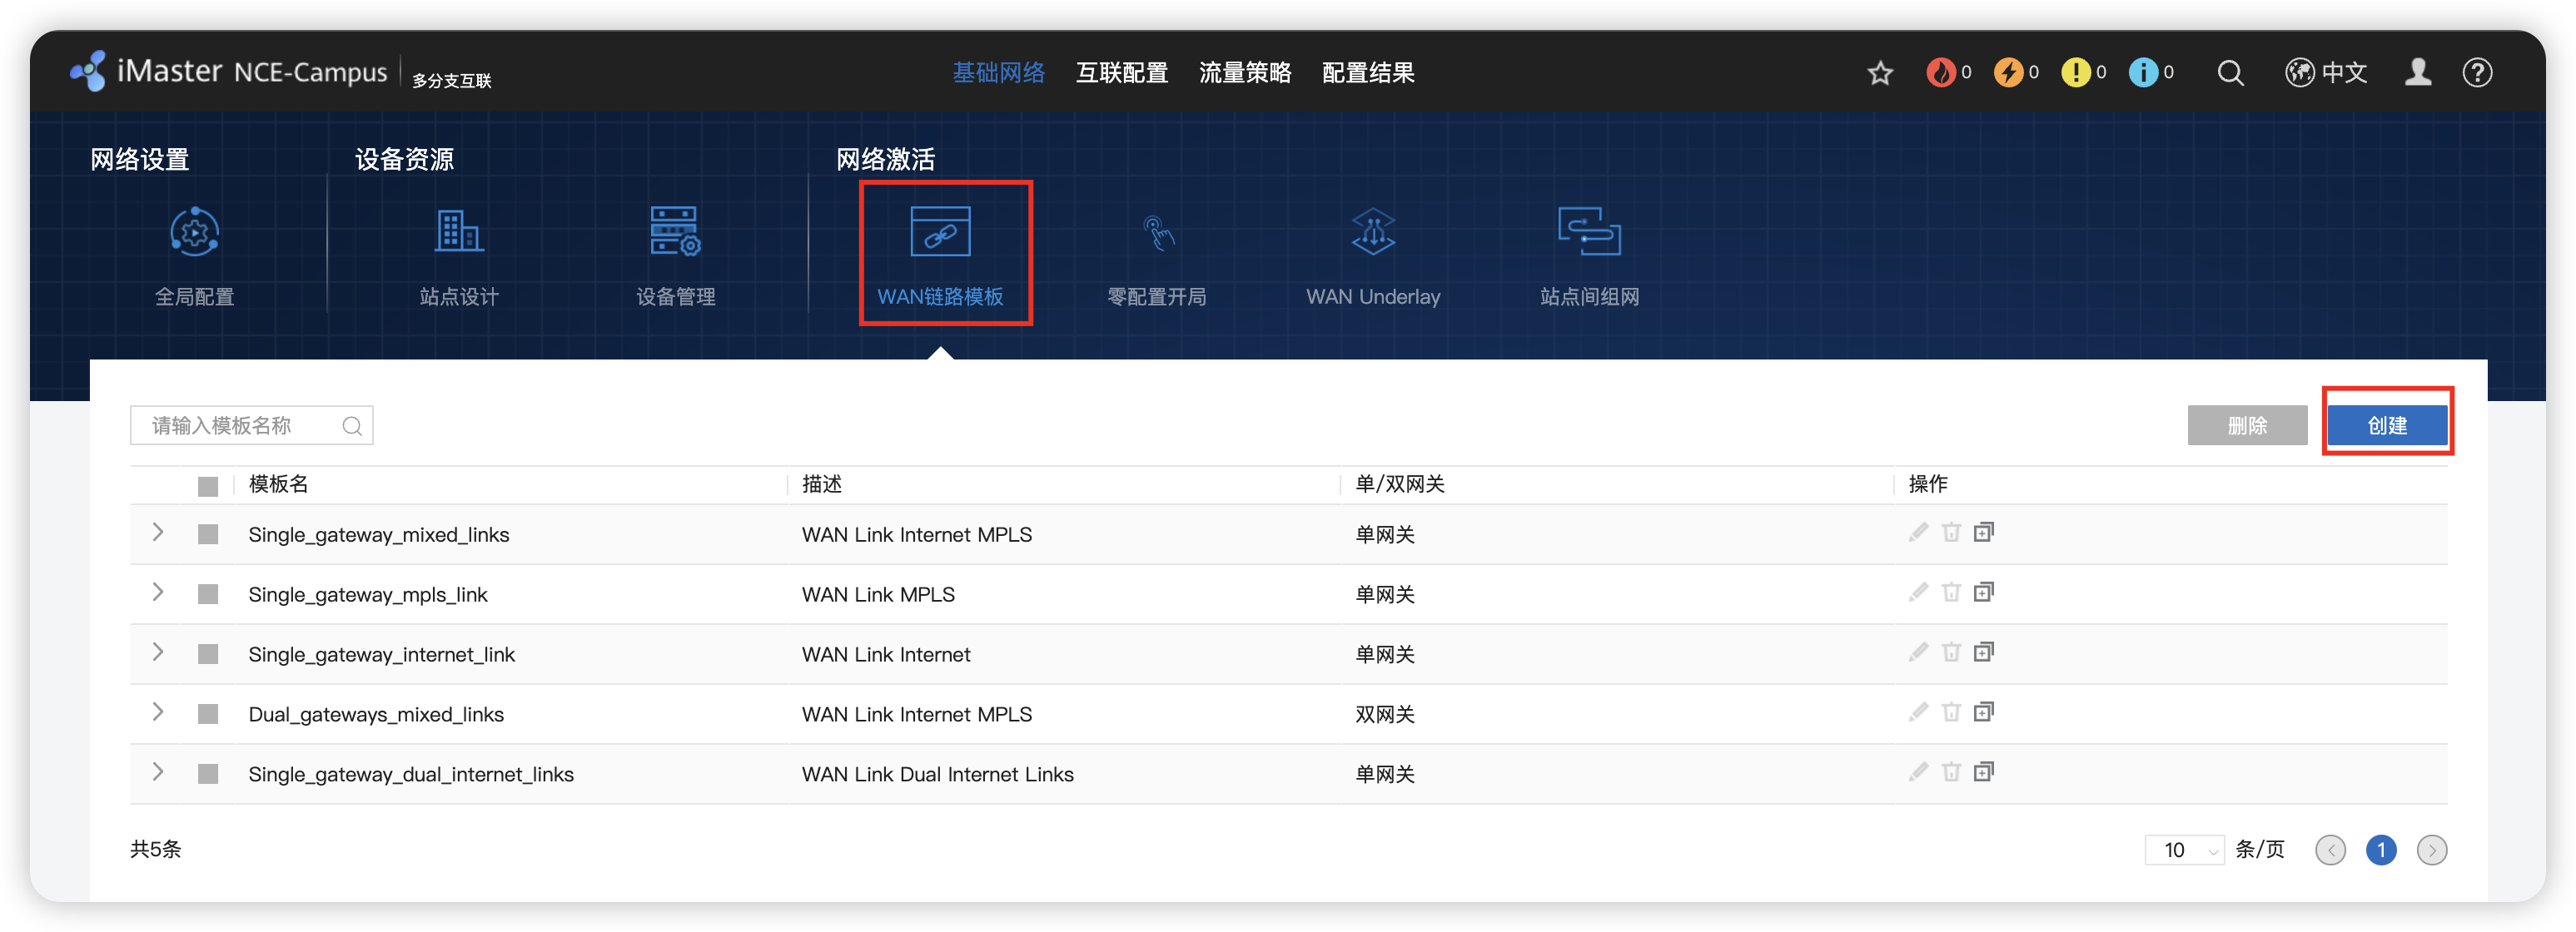 iMaster NCE-Campus 多分支互联 基础网络 互联配置 流量策略 配置结果 0 0 0 0 中文
网络设置 设备资源 网络激活
全局配置 站点设计 设备管理 WAN链路模板 零配置开局 WAN Underlay 站点间组网
请输入模板名称 删除 创建
模板名 描述 单/双网关 操作
Single_gateway_mixed_links WAN Link Internet MPLS 单网关
Single_gateway_mpls_link WAN Link MPLS 单网关
Single_gateway_internet_link WAN Link Internet 单网关
Dual_gateways_mixed_links WAN Link Internet MPLS 双网关
Single_gateway_dual_internet_links WAN Link Dual Internet Links 单网关
共5条 10 条/页 1